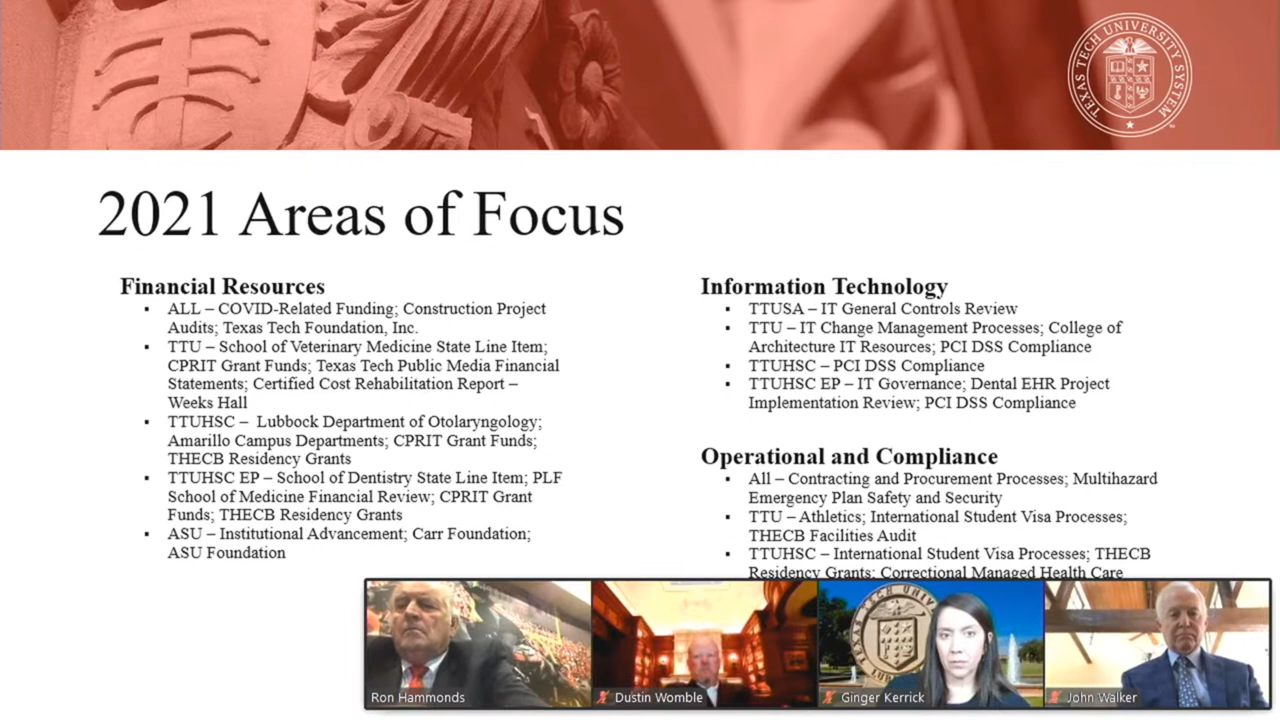 TEXAS TECH UNIVERSITY SYSTEM
2021 Areas of Focus
Financial Resources
▪ ALL – COVID-Related Funding; Construction Project
Audits; Texas Tech Foundation, Inc.
▪ TTU – School of Veterinary Medicine State Line Item;
CPRIT Grant Funds; Texas Tech Public Media Financial
Statements; Certified Cost Rehabilitation Report –
Weeks Hall
▪ TTUHSC – Lubbock Department of Otolaryngology;
Amarillo Campus Departments; CPRIT Grant Funds;
THECB Residency Grants
▪ TTUHSC EP – School of Dentistry State Line Item; PLF
School of Medicine Financial Review; CPRIT Grant
Funds; THECB Residency Grants
▪ ASU – Institutional Advancement; Carr Foundation;
ASU Foundation
Information Technology
▪ TTUSA – IT General Controls Review
▪ TTU – IT Change Management Processes; College of
Architecture IT Resources; PCI DSS Compliance
▪ TTUHSC – PCI DSS Compliance
▪ TTUHSC EP – IT Governance; Dental EHR Project
Implementation Review; PCI DSS Compliance
Operational and Compliance
▪ All – Contracting and Procurement Processes; Multihazard
Emergency Plan Safety and Security
▪ TTU – Athletics; International Student Visa Processes;
THECB Facilities Audit
▪ TTUHSC – International Student Visa Processes; THECB
Residency Grants; Correctional Managed Health Care
TEXAS TECH UNIV
LUB
Ron Hammonds
Dustin Womble
Ginger Kerrick
John Walker